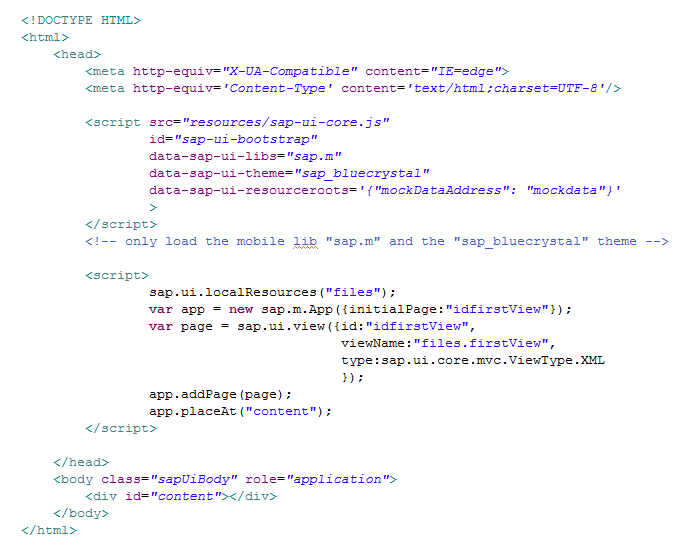 <!DOCTYPE HTML>
<html>
<head>
<meta http-equiv="X-UA-Compatible" content="IE=edge">
<meta http-equiv='Content-Type' content='text/html;charset=UTF-8'/>
<script src="resources/sap-ui-core.js"
id="sap-ui-bootstrap"
data-sap-ui-libs="sap.m"
data-sap-ui-theme="sap_bluecrystal"
data-sap-ui-resourceroots='{"mockDataAddress": "mockdata"}'
>
</script>
<!-- only load the mobile lib "sap.m" and the "sap_bluecrystal" theme -->
<script>
sap.ui.localResources("files");
var app = new sap.m.App({initialPage:"idfirstView"});
var page = sap.ui.view({id:"idfirstView",
viewName:"files.firstView",
type:sap.ui.core.mvc.ViewType.XML
});
app.addPage(page);
app.placeAt("content");
</script>
</head>
<body class="sapUiBody" role="application">
<div id="content"></div>
</body>
</html>